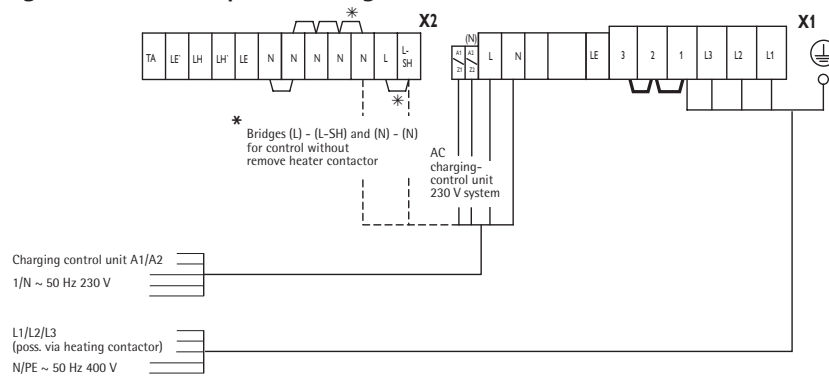 X2
X1
TA LE' LH LH' LE N N N N N L L-SH
(N)
A1 A2
Z1 Z2
L N LE 3 2 1 L3 L2 L1
*
*
*
Bridges (L) - (L-SH) and (N) - (N)
for control without
remove heater contactor
AC
charging-
control unit
230 V system
Charging control unit A1/A2
1/N ~ 50 Hz 230 V
L1/L2/L3
(poss. via heating contactor)
N/PE ~ 50 Hz 400 V